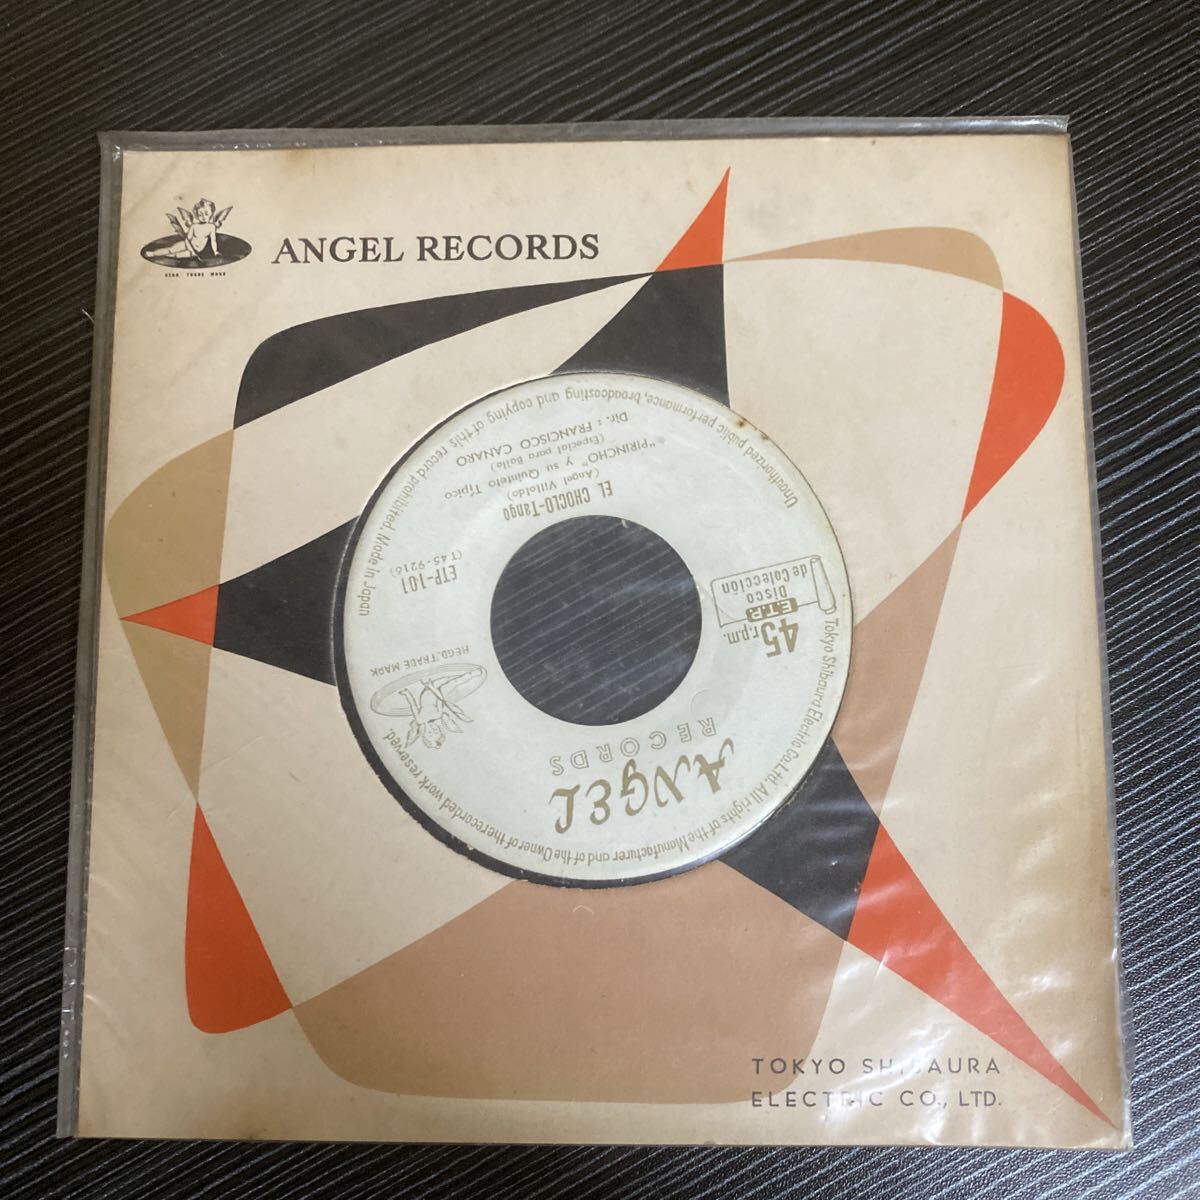 ANGEL RECORDS
REGD. TRADE MARK
TOKYO SHIBAURA
ELECTRIC CO., LTD.
ANGEL
RECORDS
45 r.p.m.
E.T.P.
Disco
de Colección
REGD. TRADE MARK
ETP-101
(T45-9216)
EL CHOCLO-Tango
(Angel Villoldo)
"PIRINCHO" Y su Quinteto Típico
(Especial para Baile)
Dir. : FRANCISCO CANARO
Tokyo Shibaura Electric Co. Ltd. All rights of the Manufacturer and of the Owner of the recorded work reserved.
Unauthorized public performance, broadcasting and copying of this record prohibited. Made in Japan